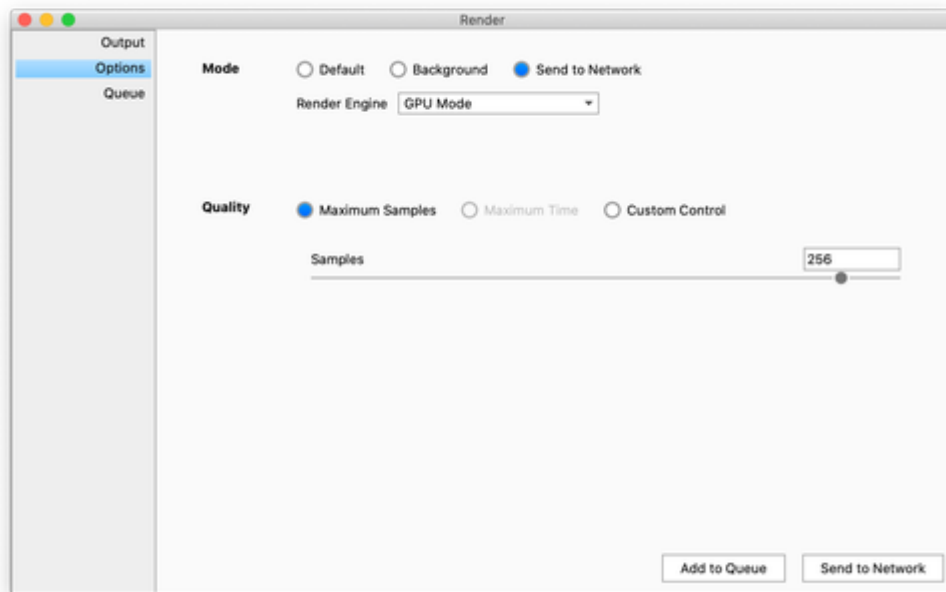 Render
Output
Options
Queue
Mode Default Background Send to Network
Render Engine GPU Mode
Quality Maximum Samples Maximum Time Custom Control
Samples 256
Add to Queue Send to Network